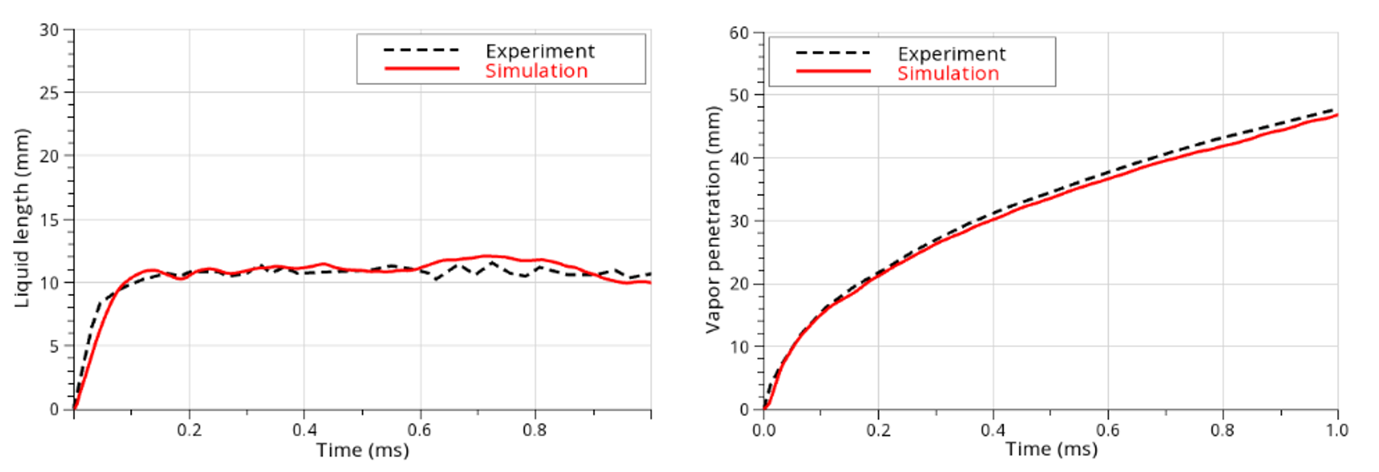 30
25
20
15
10
5
0
Liquid length (mm)
Experiment
Simulation
0.2 0.4 0.6 0.8
Time (ms)
60
50
40
30
20
10
0
Vapor penetration (mm)
Experiment
Simulation
0.0 0.2 0.4 0.6 0.8 1.0
Time (ms)